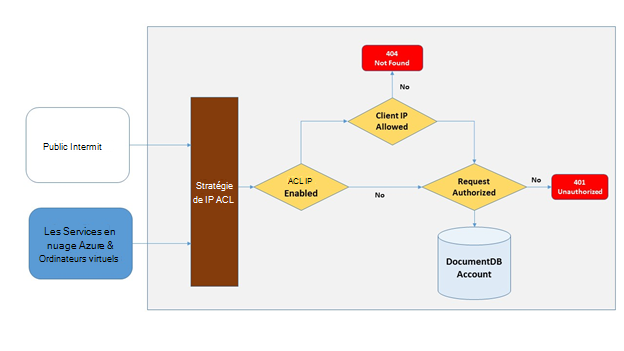 404
Not Found
No
Client IP
Allowed
Public Intermit
Stratégie
de IP ACL
ACL IP
Enabled
No
Request
Authorized
No
401
Unauthorized
Les Services en
nuage Azure &
Ordinateurs virtuels
DocumentDB
Account